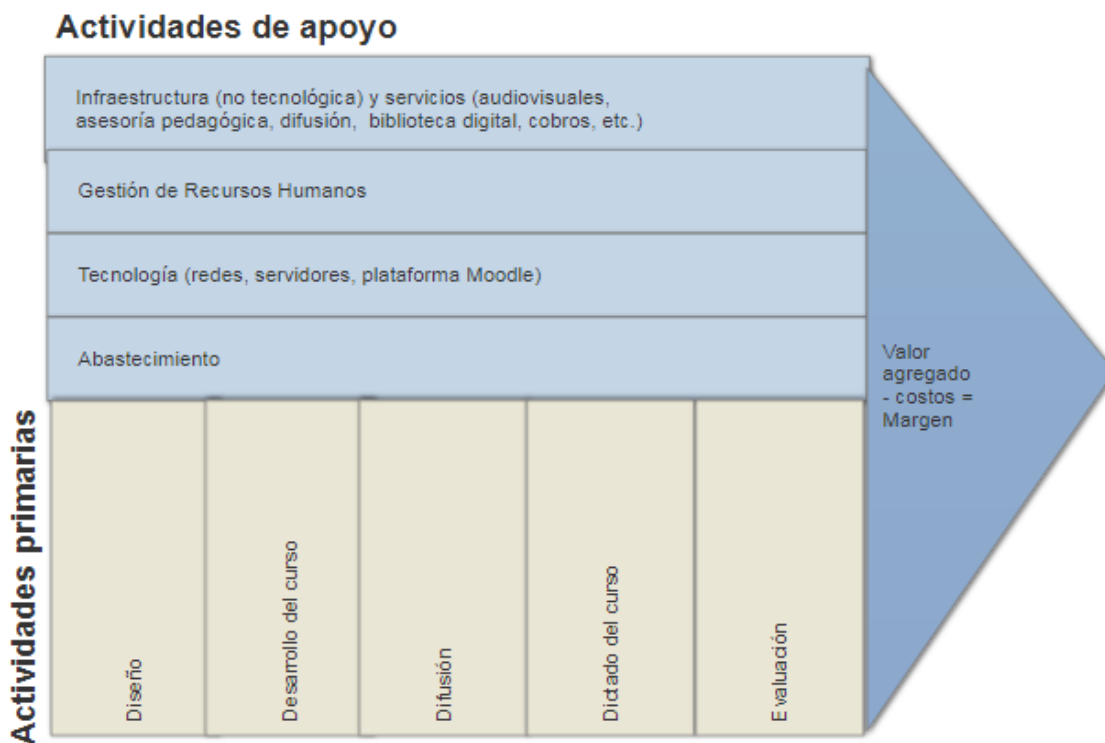 Actividades de apoyo
Infraestructura (no tecnológica) y servicios (audiovisuales,
asesoría pedagógica, difusión,  biblioteca digital, cobros, etc.)
Gestión de Recursos Humanos
Tecnología (redes, servidores, plataforma Moodle)
Abastecimiento
Valor
agregado
- costos =
Margen
Actividades primarias
Diseño
Desarrollo del curso
Difusión
Dictado del curso
Evaluación